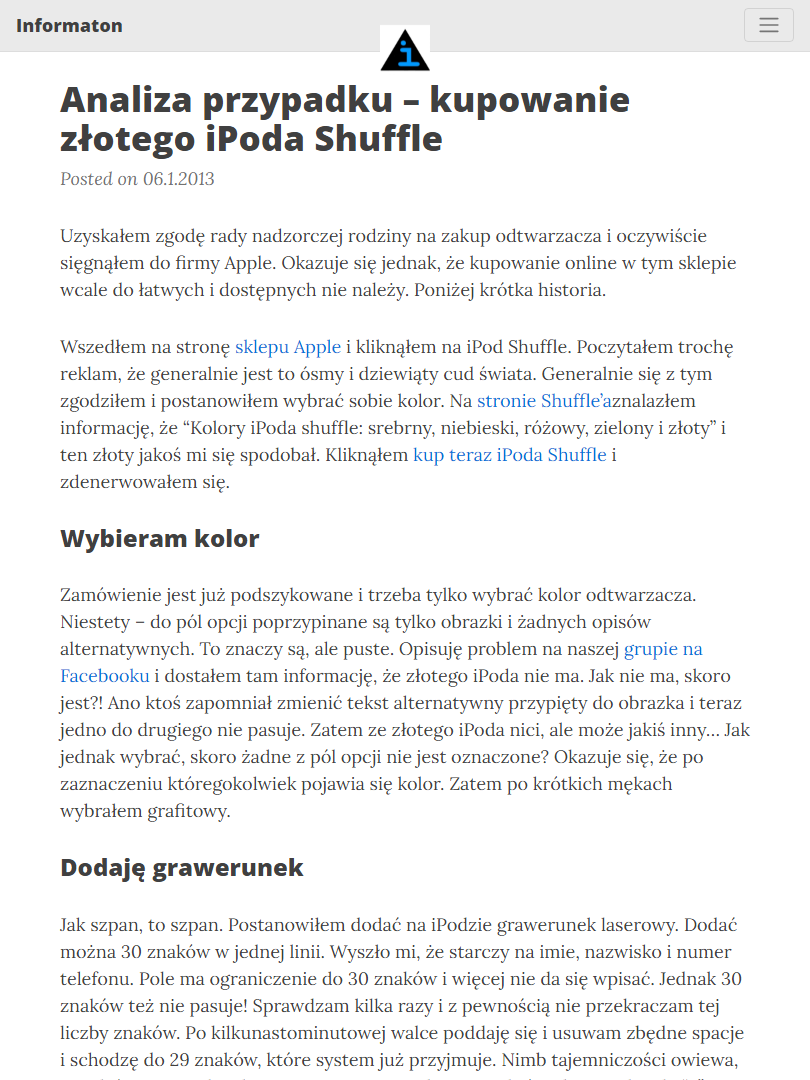 Informaton
Analiza przypadku – kupowanie
złotego iPoda Shuffle
Posted on 06.1.2013
Uzyskałem zgodę rady nadzorczej rodziny na zakup odtwarzacza i oczywiście
sięgnąłem do firmy Apple. Okazuje się jednak, że kupowanie online w tym sklepie
wcale do łatwych i dostępnych nie należy. Poniżej krótka historia.
Wszedłem na stronę sklepu Apple i kliknąłem na iPod Shuffle. Poczytałem trochę
reklam, że generalnie jest to ósmy i dziewiąty cud świata. Generalnie się z tym
zgodziłem i postanowiłem wybrać sobie kolor. Na stronie Shuffle’aznalazłem
informację, że “Kolory iPoda shuffle: srebrny, niebieski, różowy, zielony i złoty” i
ten złoty jakoś mi się spodobał. Kliknąłem kup teraz iPoda Shuffle i
zdenerwowałem się.
Wybieram kolor
Zamówienie jest już podszykowane i trzeba tylko wybrać kolor odtwarzacza.
Niestety – do pól opcji poprzypinane są tylko obrazki i żadnych opisów
alternatywnych. To znaczy są, ale puste. Opisuję problem na naszej grupie na
Facebooku i dostałem tam informację, że złotego iPoda nie ma. Jak nie ma, skoro
jest?! Ano ktoś zapomniał zmienić tekst alternatywny przypięty do obrazka i teraz
jedno do drugiego nie pasuje. Zatem ze złotego iPoda nici, ale może jakiś inny… Jak
jednak wybrać, skoro żadne z pól opcji nie jest oznaczone? Okazuje się, że po
zaznaczeniu któregokolwiek pojawia się kolor. Zatem po krótkich mękach
wybrałem grafitowy.
Dodaję grawerunek
Jak szpan, to szpan. Postanowiłem dodać na iPodzie grawerunek laserowy. Dodać
można 30 znaków w jednej linii. Wyszło mi, że starczy na imie, nazwisko i numer
telefonu. Pole ma ograniczenie do 30 znaków i więcej nie da się wpisać. Jednak 30
znaków też nie pasuje! Sprawdzam kilka razy i z pewnością nie przekraczam tej
liczby znaków. Po kilkunastominutowej walce poddaję się i usuwam zbędne spacje
i schodzę do 29 znaków, które system już przyjmuje. Nimb tajemniczości owiewa,